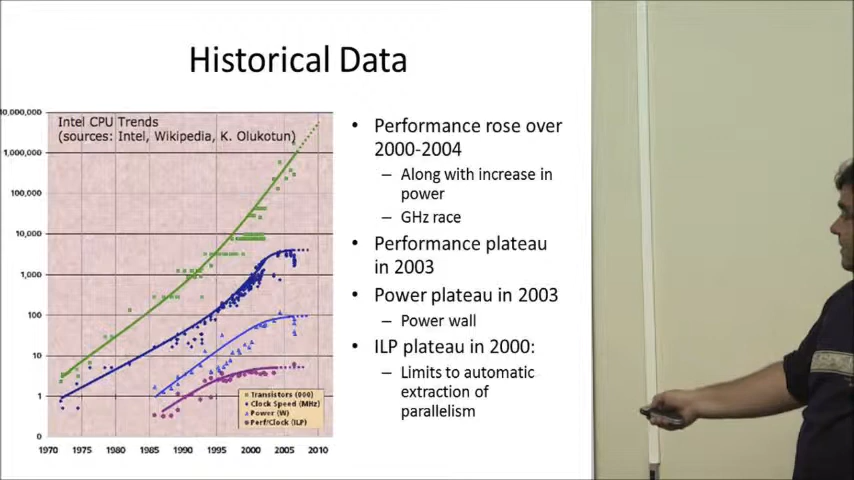 Historical Data
10,000,000
Intel CPU Trends
(sources: Intel, Wikipedia, K. Olukotun)
1,000,000
100,000
10,000
1,000
100
10
1
0
Transistors (000)
Clock Speed (MHz)
Power (W)
Perf/Clock (ILP)
1970 1975 1980 1985 1990 1995 2000 2005 2010
• Performance rose over
2000-2004
– Along with increase in
power
– GHz race
• Performance plateau
in 2003
• Power plateau in 2003
– Power wall
• ILP plateau in 2000:
– Limits to automatic
extraction of
parallelism